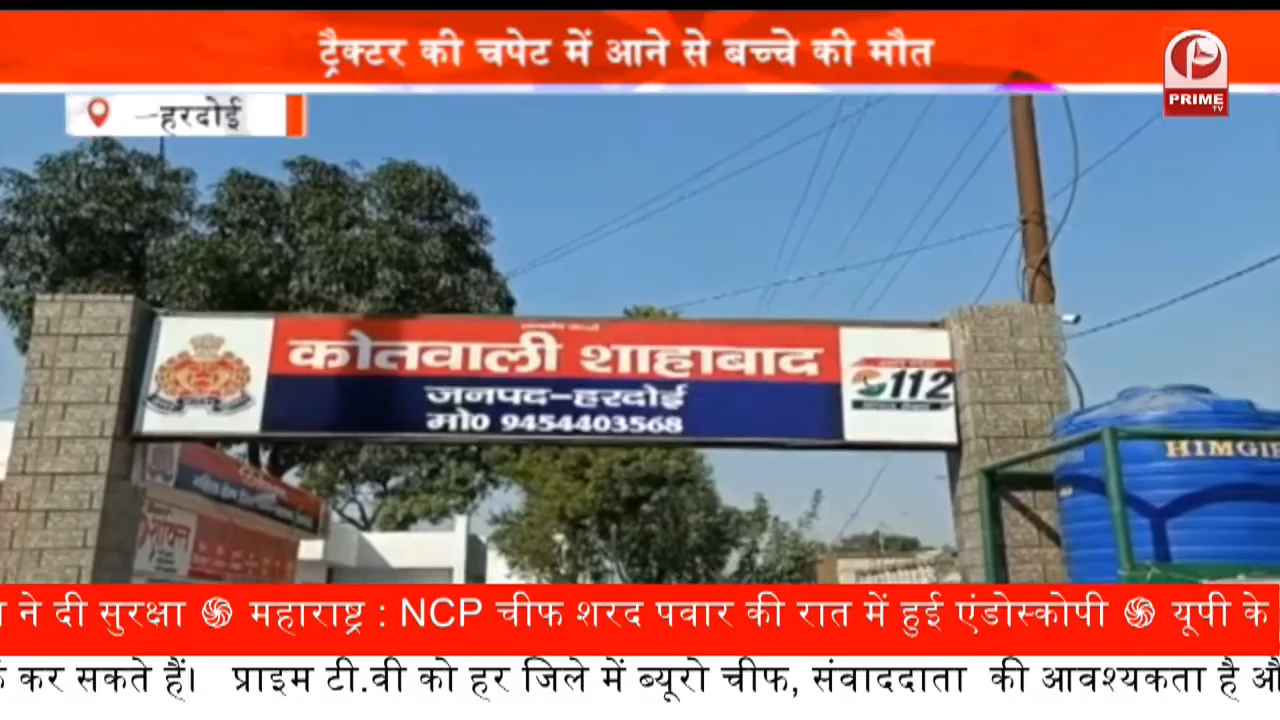 ट्रैक्टर की चपेट में आने से बच्चे की मौत
PRIME
TV
हरदोई
कोतवाली शाहाबाद
जनपद-हरदोई
मो0 9454403568
112
HIMGI
ने दी सुरक्षा महाराष्ट्र : NCP चीफ शरद पवार की रात में हुई एंडोस्कोपी यूपी के
कर सकते हैं। प्राइम टी.वी को हर जिले में ब्यूरो चीफ, संवाददाता की आवश्यकता है